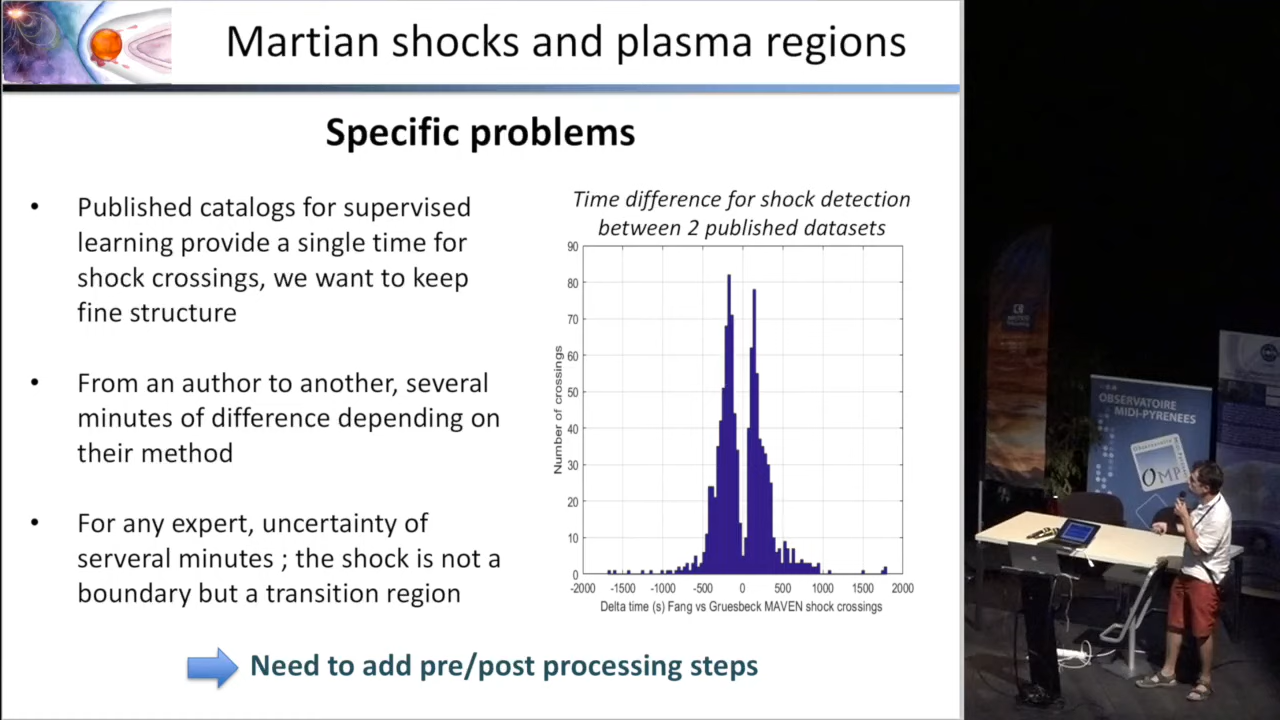 Martian shocks and plasma regions
Specific problems
• Published catalogs for supervised
learning provide a single time for
shock crossings, we want to keep
fine structure
• From an author to another, several
minutes of difference depending on
their method
• For any expert, uncertainty of
serveral minutes ; the shock is not a
boundary but a transition region
Time difference for shock detection
between 2 published datasets
Number of crossings
90
80
70
60
50
40
30
20
10
0
-2000 -1500 -1000 -500 0 500 1000 1500 2000
Delta time (s) Fang vs Gruesbeck MAVEN shock crossings
Need to add pre/post processing steps
OBSERVATOIRE
MIDI-PYRENEES
OMP